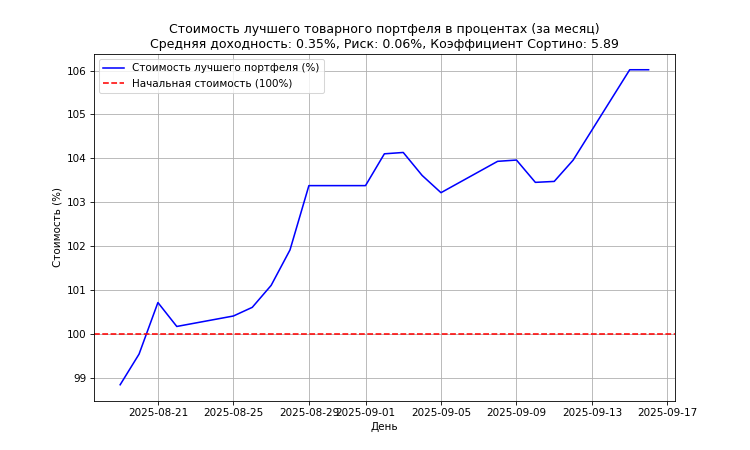 Стоимость лучшего товарного портфеля в процентах (за месяц)
Средняя доходность: 0.35%, Риск: 0.06%, Коэффициент Сортино: 5.89
Стоимость лучшего портфеля (%)
Начальная стоимость (100%)
Стоимость (%)
106
105
104
103
102
101
100
99
2025-08-21 2025-08-25 2025-08-29 2025-09-01 2025-09-05 2025-09-09 2025-09-13 2025-09-17
День